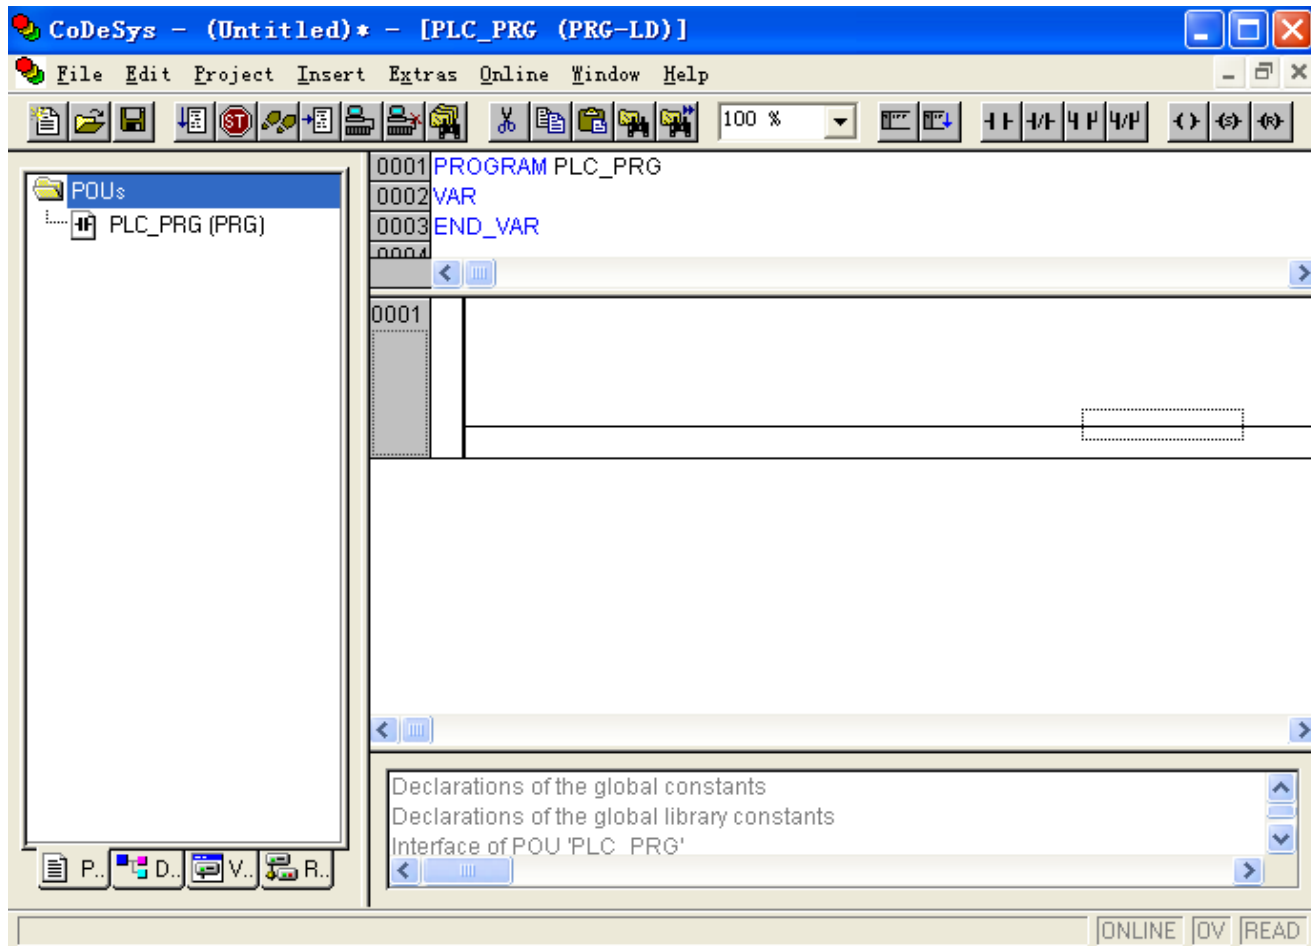 CoDeSys - (Untitled)* - [PLC_PRG (PRG-LD)]
File Edit Project Insert Extras Online Window Help
ST 100 % (S) (R)
POUs
PLC_PRG (PRG)
0001 PROGRAM PLC_PRG
0002 VAR
0003 END_VAR
0004
0001
Declarations of the global constants
Declarations of the global library constants
Interface of POU 'PLC_PRG'
P.. D.. V.. R..
ONLINE OV READ